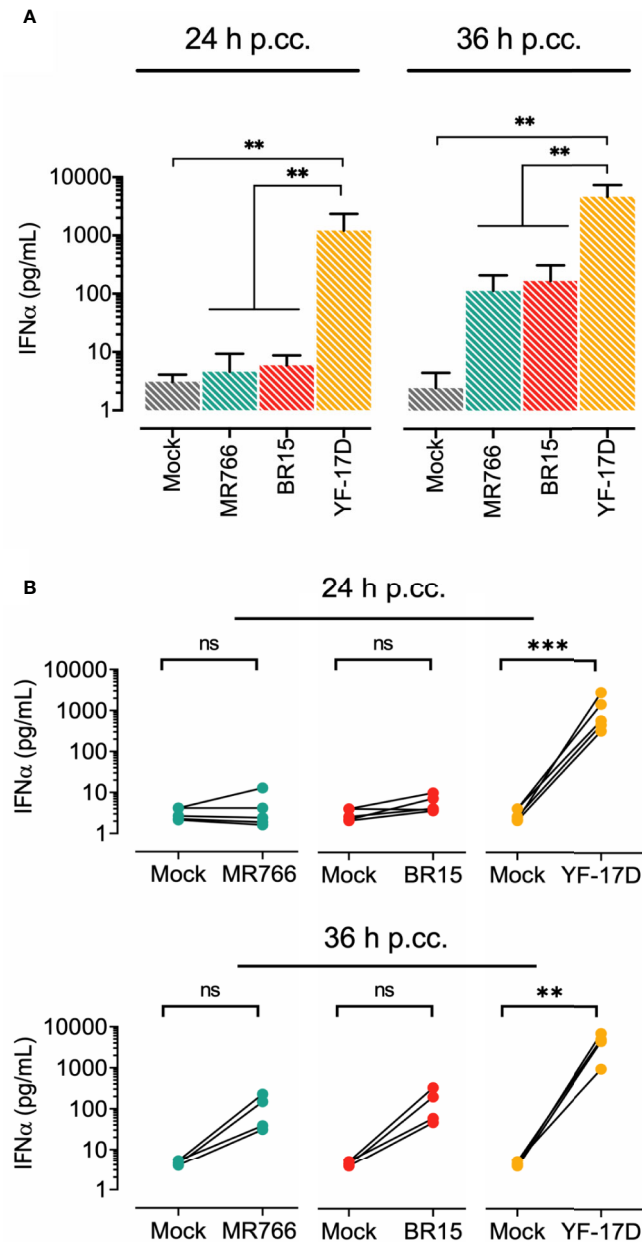 A
24 h p.cc. 36 h p.cc.
** **
** **
IFNα (pg/mL)
10000
1000
100
10
1
Mock MR766 BR15 YF-17D Mock MR766 BR15 YF-17D
B
24 h p.cc.
ns ns ***
IFNα (pg/mL)
10000
1000
100
10
1
Mock MR766 Mock BR15 Mock YF-17D
36 h p.cc.
ns ns **
IFNα (pg/mL)
10000
1000
100
10
1
Mock MR766 Mock BR15 Mock YF-17D